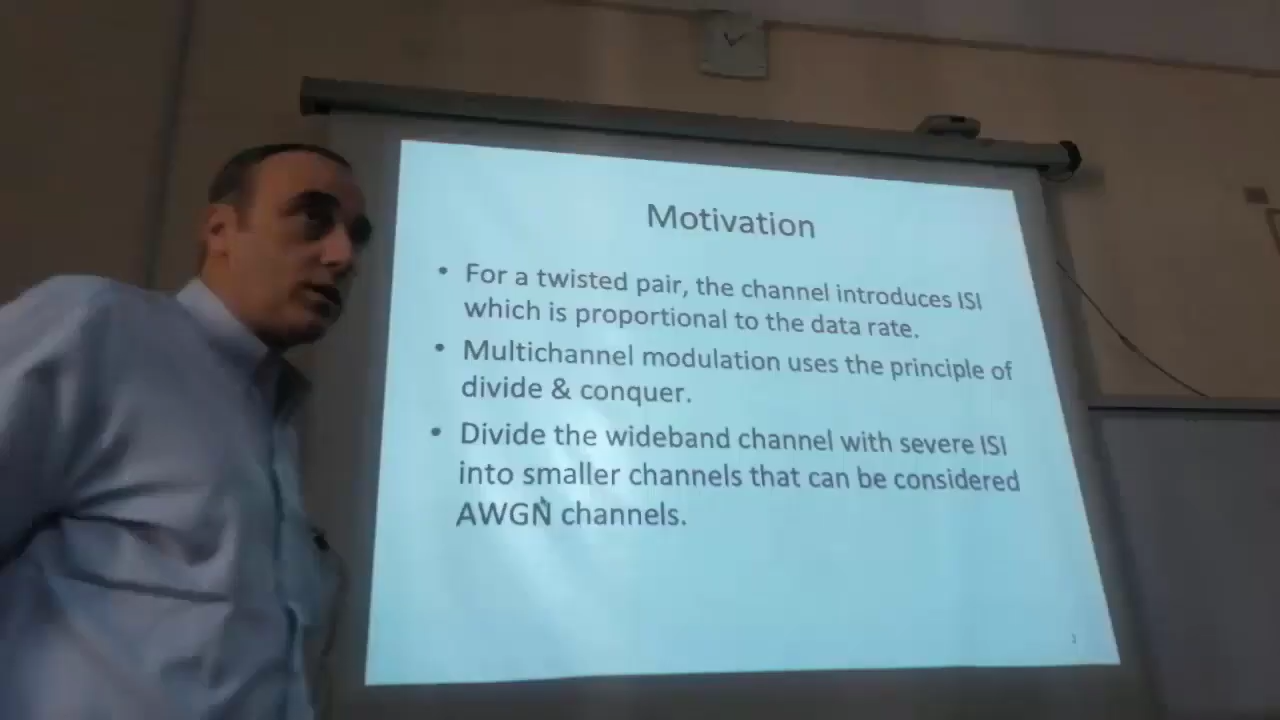 Motivation
• For a twisted pair, the channel introduces ISI
which is proportional to the data rate.
• Multichannel modulation uses the principle of
divide & conquer.
• Divide the wideband channel with severe ISI
into smaller channels that can be considered
AWGN channels.